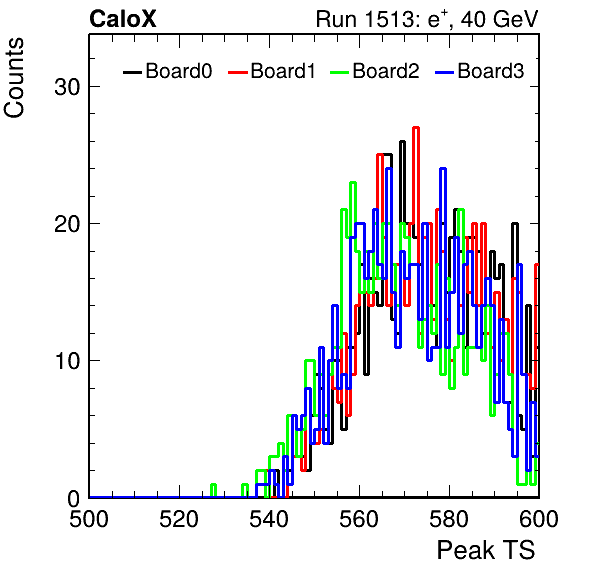 CaloX Run 1513: e⁺, 40 GeV
Counts
Board0 Board1 Board2 Board3
30
20
10
0
500 520 540 560 580 600
Peak TS